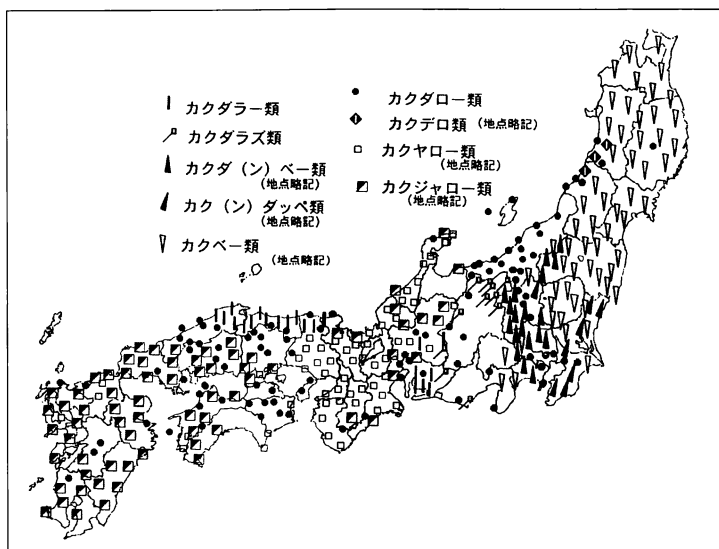 カクダラー類
カクダラズ類
カクダ（ン）ベー類
（地点略記）
カク（ン）ダッペ類
（地点略記）
カクベー類
（地点略記）
カクダロー類
カクデロ類（地点略記）
カクヤロー類
（地点略記）
カクジャロー類
（地点略記）